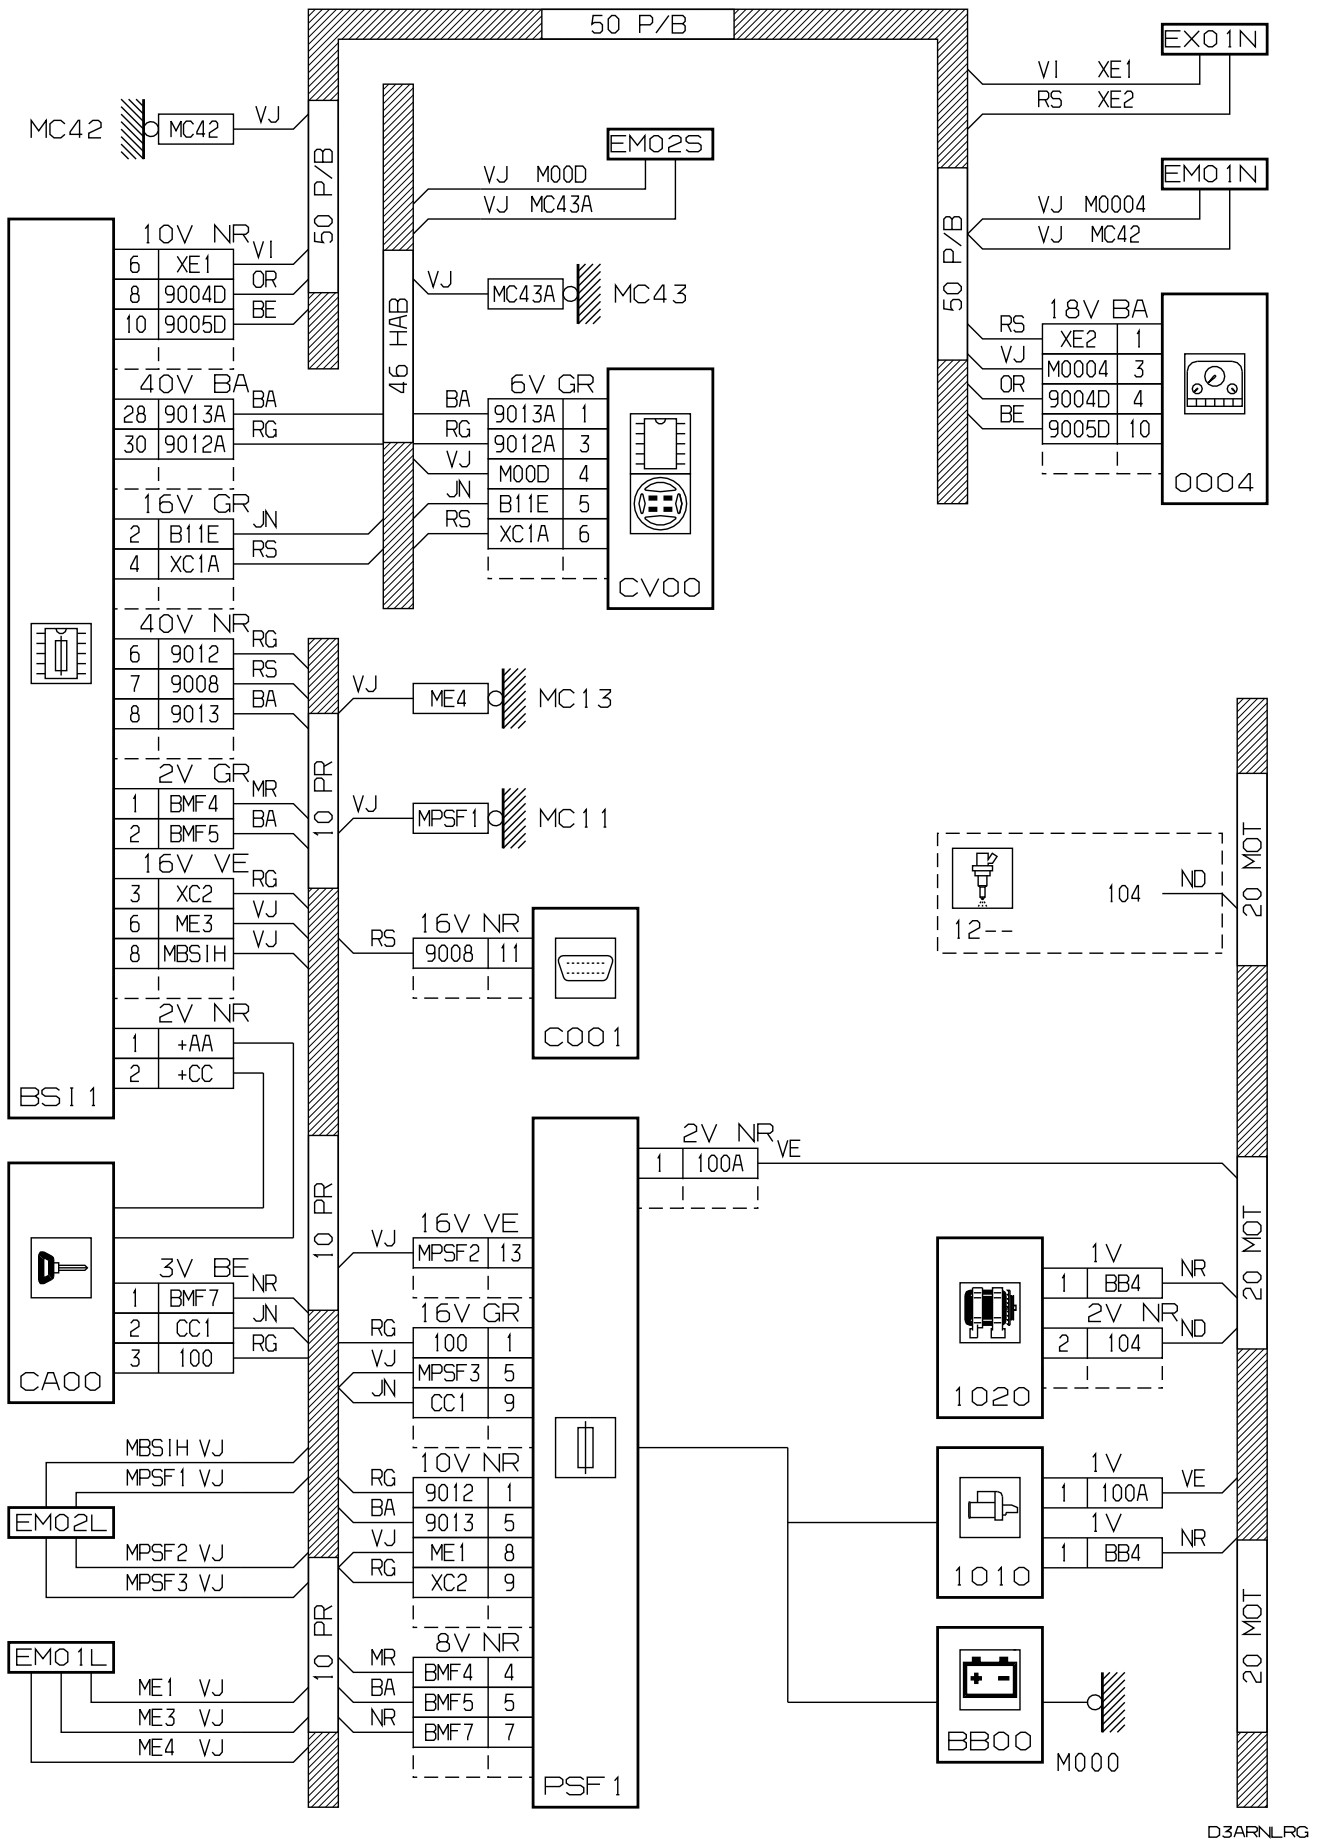 50 P/B
EX01N
VI XE1
RS XE2
MC42
MC42
VJ
50 P/B
EM02S
VJ M00D
VJ MC43A
EM01N
VJ M0004
VJ MC42
50 P/B
10V NR
6 XE1 VI
8 9004D OR
10 9005D BE
VJ
MC43A
MC43
46 HAB
18V BA
RS XE2 1
VJ M0004 3
OR 9004D 4
BE 9005D 10
0004
40V BA
28 9013A BA
30 9012A RG
6V GR
BA 9013A 1
RG 9012A 3
VJ M00D 4
JN B11E 5
RS XC1A 6
CV00
16V GR
2 B11E JN
4 XC1A RS
40V NR
6 9012 RG
7 9008 RS
8 9013 BA
VJ
ME4
MC13
10 PR
2V GR
1 BMF4 MR
2 BMF5 BA
VJ
MPSF1
MC11
16V VE
3 XC2 RG
6 ME3 VJ
8 MBSIH VJ
20 MOT
104 ND
12--
16V NR
RS 9008 11
C001
2V NR
1 +AA
2 +CC
BSI1
2V NR
1 100A VE
10 PR
20 MOT
16V VE
VJ MPSF2 13
1V
1 BB4 NR
2V NR
2 104 ND
1020
3V BE
1 BMF7 NR
2 CC1 JN
3 100 RG
CA00
16V GR
RG 100 1
VJ MPSF3 5
JN CC1 9
MBSIH VJ
MPSF1 VJ
EM02L
MPSF2 VJ
MPSF3 VJ
10V NR
RG 9012 1
BA 9013 5
VJ ME1 8
RG XC2 9
1V
1 100A VE
1V
1 BB4 NR
1010
10 PR
20 MOT
EM01L
ME1 VJ
ME3 VJ
ME4 VJ
8V NR
MR BMF4 4
BA BMF5 5
NR BMF7 7
PSF1
BB00
M000
D3ARNLRG